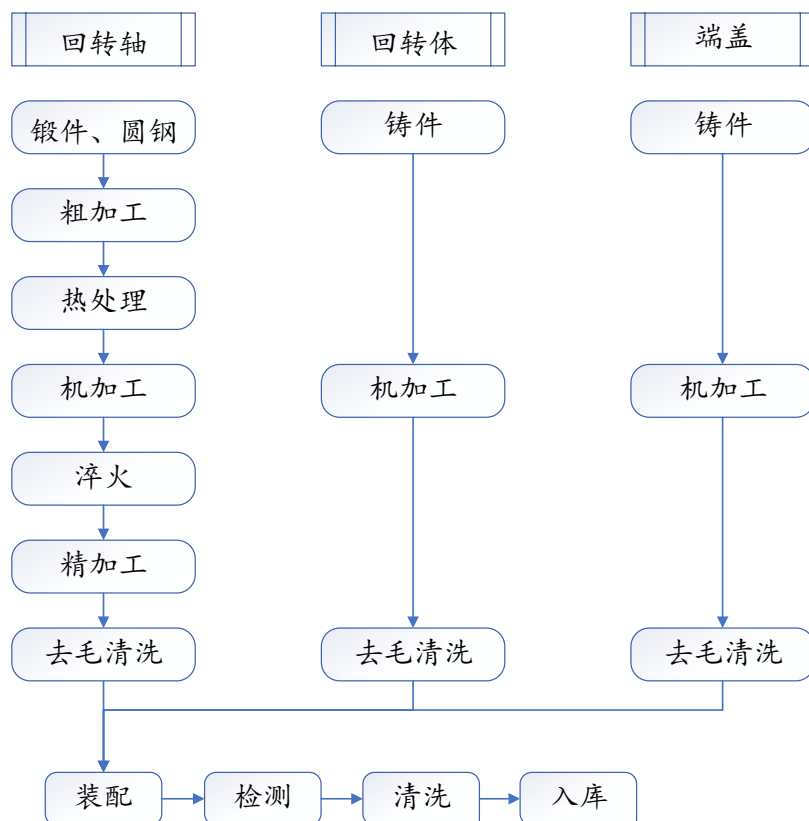 回转轴
回转体
端盖
锻件、圆钢
铸件
铸件
粗加工
热处理
机加工
机加工
机加工
淬火
精加工
去毛清洗
去毛清洗
去毛清洗
装配
检测
清洗
入库